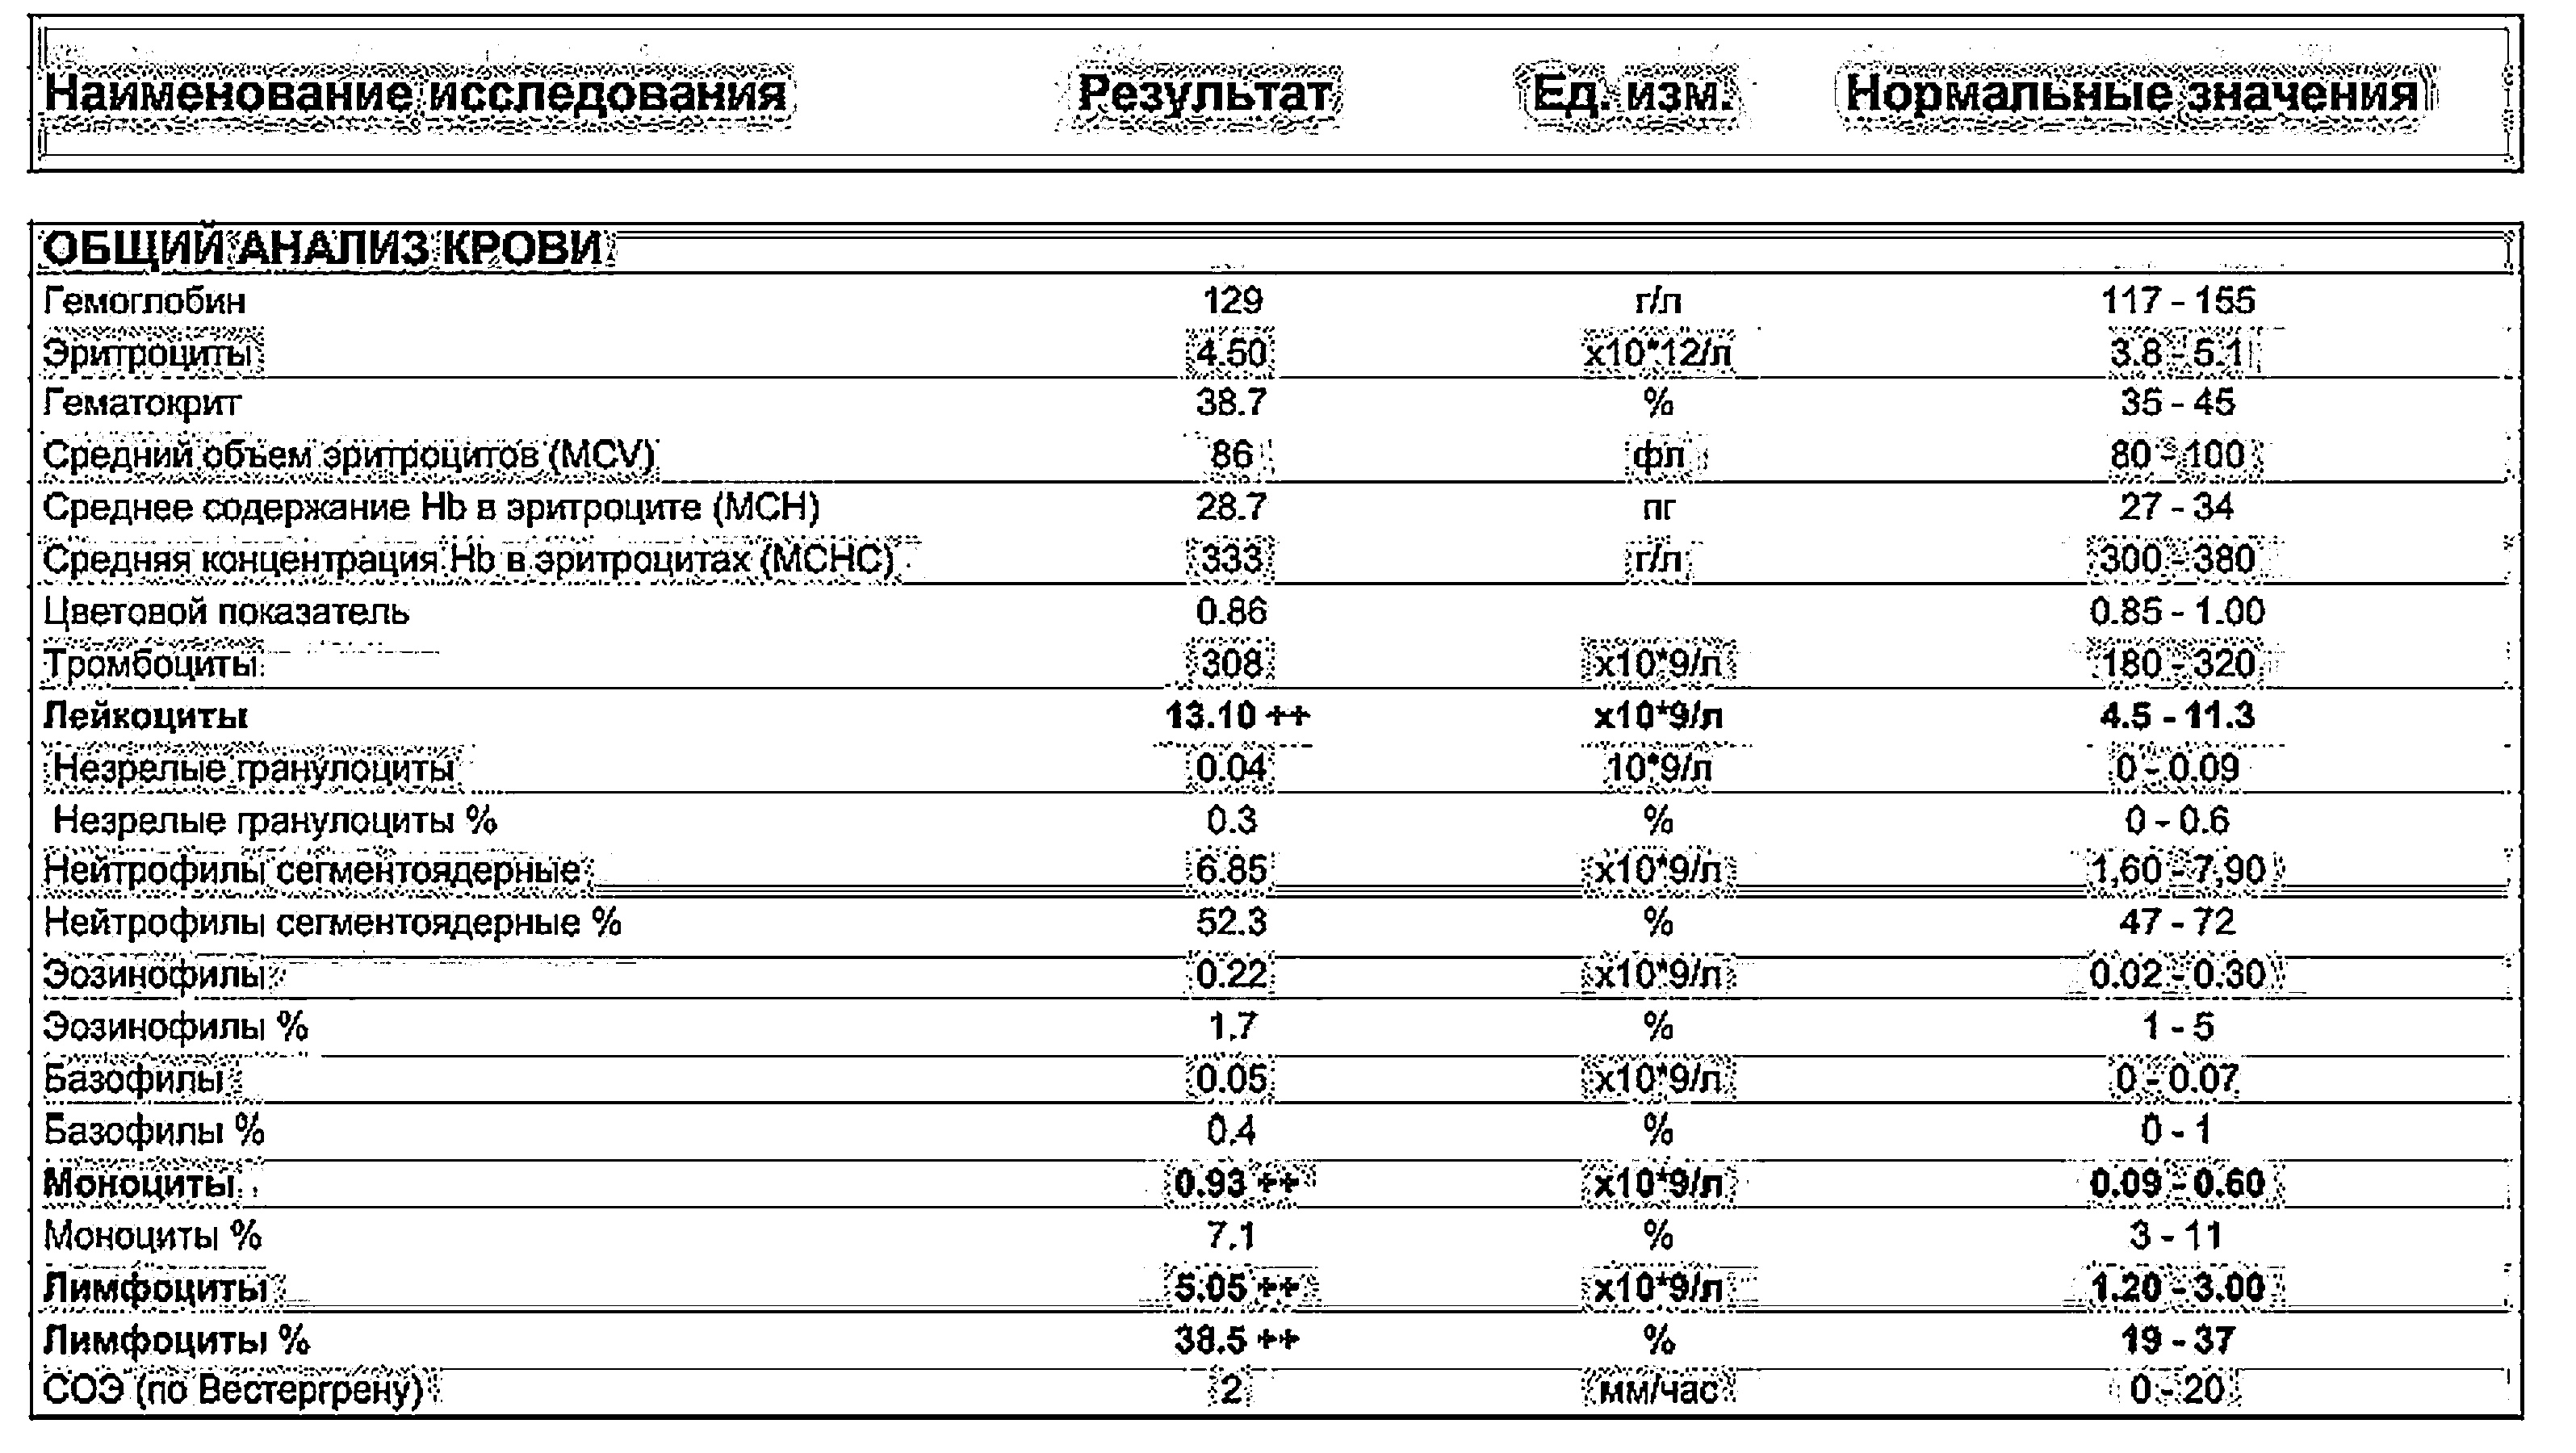 Наименование исследования Результат Ед. изм. Нормальные значения
ОБЩИЙ АНАЛИЗ КРОВИ
Гемоглобин 129 г/л 117 - 155
Эритроциты 4.50 x10*12/л 3.8 - 5.1
Гематокрит 38.7 % 35 - 45
Средний объем эритроцитов (MCV) 86 фл 80 - 100
Среднее содержание Hb в эритроците (MCH) 28.7 пг 27 - 34
Средняя концентрация Hb в эритроцитах (MCHC) 333 г/л 300 - 380
Цветовой показатель 0.86 0.85 - 1.00
Тромбоциты 308 x10*9/л 180 - 320
Лейкоциты 13.10 ++ x10*9/л 4.5 - 11.3
Незрелые гранулоциты 0.04 10*9/л 0 - 0.09
Незрелые гранулоциты % 0.3 % 0 - 0.6
Нейтрофилы сегментоядерные 6.85 x10*9/л 1,60 - 7,90
Нейтрофилы сегментоядерные % 52.3 % 47 - 72
Эозинофилы 0.22 x10*9/л 0.02 - 0.30
Эозинофилы % 1.7 % 1 - 5
Базофилы 0.05 x10*9/л 0 - 0.07
Базофилы % 0.4 % 0 - 1
Моноциты 0.93 ++ x10*9/л 0.09 - 0.60
Моноциты % 7.1 % 3 - 11
Лимфоциты 5.05 ++ x10*9/л 1.20 - 3.00
Лимфоциты % 38.5 ++ % 19 - 37
СОЭ (по Вестергрену) 2 мм/час 0 - 20